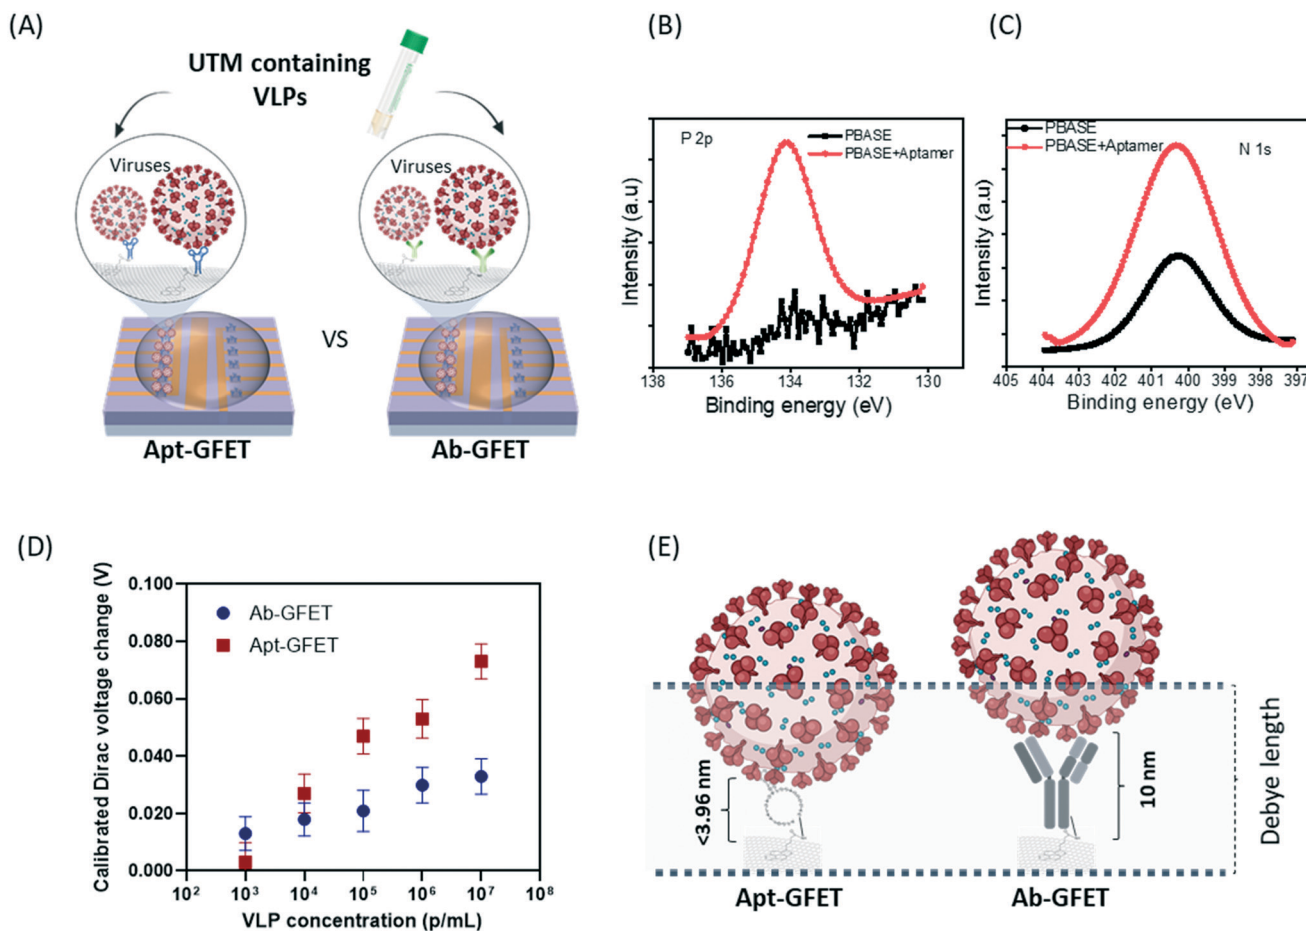 (A)
UTM containing
VLPs
Viruses
Viruses
VS
Apt-GFET
Ab-GFET
(B)
P 2p
PBASE
PBASE+Aptamer
Intensity (a.u)
138
136
134
132
130
Binding energy (eV)
(C)
PBASE
PBASE+Aptamer
N 1s
Intensity (a.u)
405
404
403
402
401
400
399
398
397
Binding energy (eV)
(D)
Calibrated Dirac voltage change (V)
0.100
0.080
0.060
0.040
0.020
0.000
Ab-GFET
Apt-GFET
10²
10³
10⁴
10⁵
10⁶
10⁷
10⁸
VLP concentration (p/mL)
(E)
<3.96 nm
10 nm
Debye length
Apt-GFET
Ab-GFET